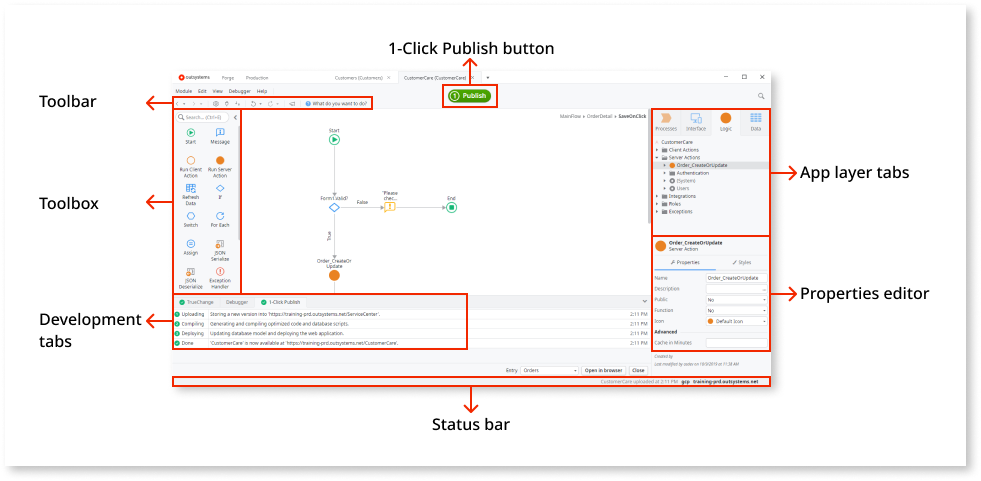 1-Click Publish button
outsystems Forge Production Customers (Customers) × CustomerCare (CustomerCare) × +
Module Edit View Debugger Help
1 Publish
Toolbar
What do you want to do?
Search... (Ctrl+E)
MainFlow ▸ OrderDetail ▸ SaveOnClick
Processes Interface Logic Data
Start Message
Start
CustomerCare
Client Actions
Server Actions
Order_CreateOrUpdate
Authentication
(System)
Users
Integrations
Roles
Exceptions
App layer tabs
Run Client Action Run Server Action
Toolbox
Refresh Data If
Form1.Valid?
False
"Please chec...
End
Switch For Each
Assign JSON Serialize
True
Order_CreateOr
Update
JSON Deserialize Exception Handler
Order_CreateOrUpdate
Server Action
Properties Styles
Name Order_CreateOrUpdate
Description ...
Public No
Function No
Icon Default Icon
Advanced
Cache in Minutes
Created by
Last modified by
Properties editor
TrueChange Debugger 1-Click Publish
Development
tabs
Uploading Storing a new version into 'https://training-prd.outsystems.net/ServiceCenter'. 2:11 PM
Compiling Generating and compiling optimized code and database scripts. 2:11 PM
Deploying Updating database model and deploying the web application. 2:11 PM
Done 'CustomerCare' is now available at 'https://training-prd.outsystems.net/CustomerCare'. 2:11 PM
Entry Orders Open in browser Close
CustomerCare uploaded at 2:11 PM gcp training-prd.outsystems.net
Status bar